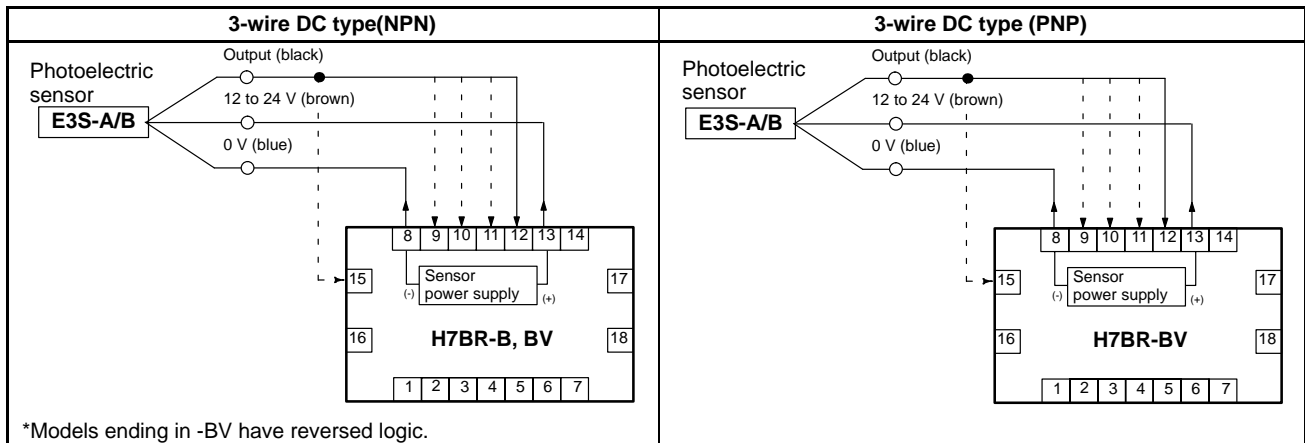 3-wire DC type(NPN)
Output (black)
Photoelectric
sensor
12 to 24 V (brown)
E3S-A/B
0 V (blue)
8 9 10 11 12 13 14
15
Sensor
power supply
(-)
(+)
17
16
H7BR-B, BV
18
1 2 3 4 5 6 7
*Models ending in -BV have reversed logic.
3-wire DC type (PNP)
Output (black)
Photoelectric
sensor
12 to 24 V (brown)
E3S-A/B
0 V (blue)
8 9 10 11 12 13 14
15
Sensor
power supply
(-)
(+)
17
16
H7BR-BV
18
1 2 3 4 5 6 7